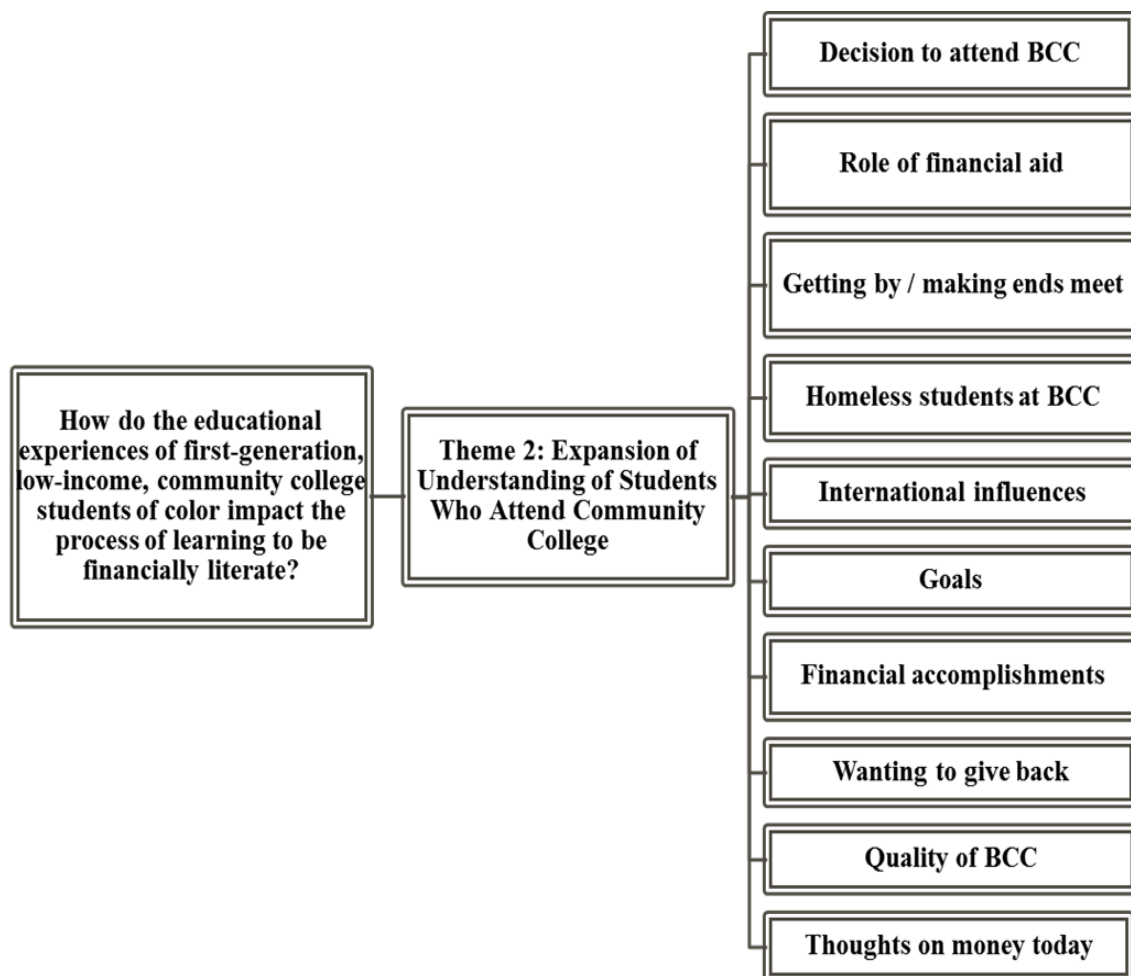 How do the educational
experiences of first-generation,
low-income, community college
students of color impact the
process of learning to be
financially literate?
Theme 2: Expansion of
Understanding of Students
Who Attend Community
College
Decision to attend BCC
Role of financial aid
Getting by / making ends meet
Homeless students at BCC
International influences
Goals
Financial accomplishments
Wanting to give back
Quality of BCC
Thoughts on money today